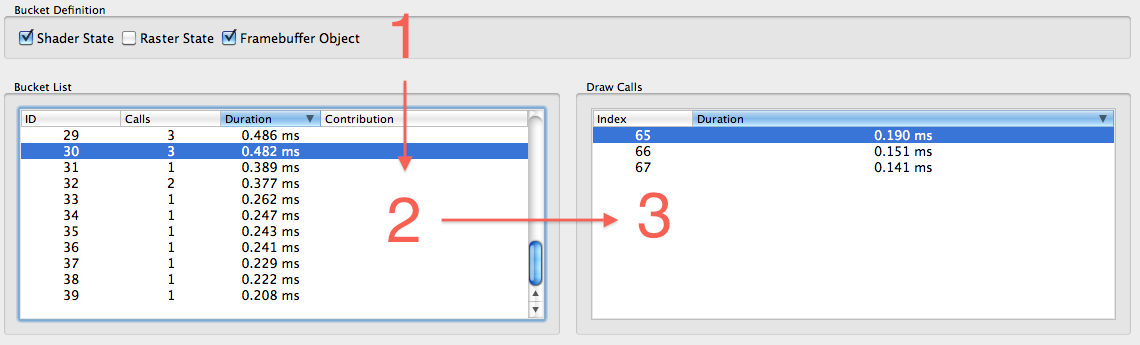 Bucket Definition
1
Shader State Raster State Framebuffer Object
Bucket List
ID Calls Duration Contribution
29 3 0.486 ms
30 3 0.482 ms
31 1 0.389 ms
32 2 0.377 ms
33 1 0.262 ms
34 1 0.247 ms
35 1 0.243 ms
36 1 0.241 ms
37 1 0.229 ms
38 1 0.222 ms
39 1 0.208 ms
2
Draw Calls
Index Duration
65 0.190 ms
66 0.151 ms
67 0.141 ms
3